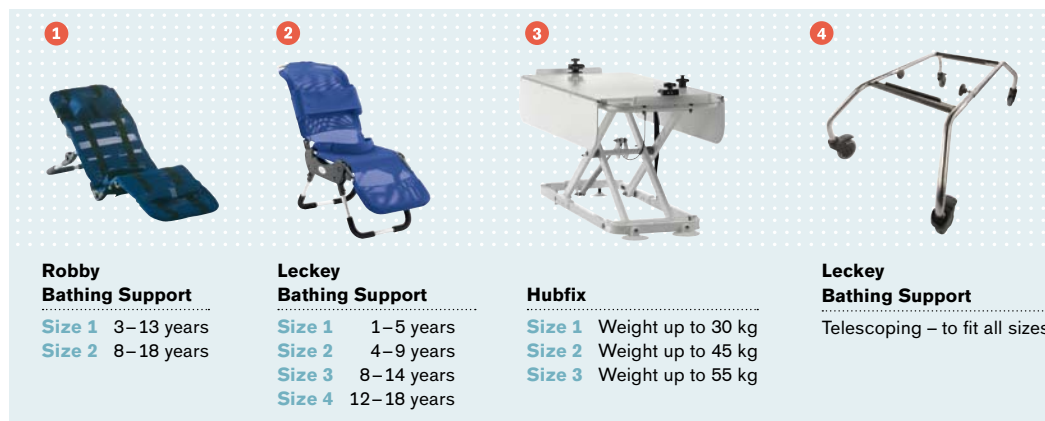 1
2
3
4
Robby
Bathing Support
Size 1 3–13 years
Size 2 8–18 years
Leckey
Bathing Support
Size 1 1–5 years
Size 2 4–9 years
Size 3 8–14 years
Size 4 12–18 years
Hubfix
Size 1 Weight up to 30 kg
Size 2 Weight up to 45 kg
Size 3 Weight up to 55 kg
Leckey
Bathing Support
Telescoping – to fit all sizes